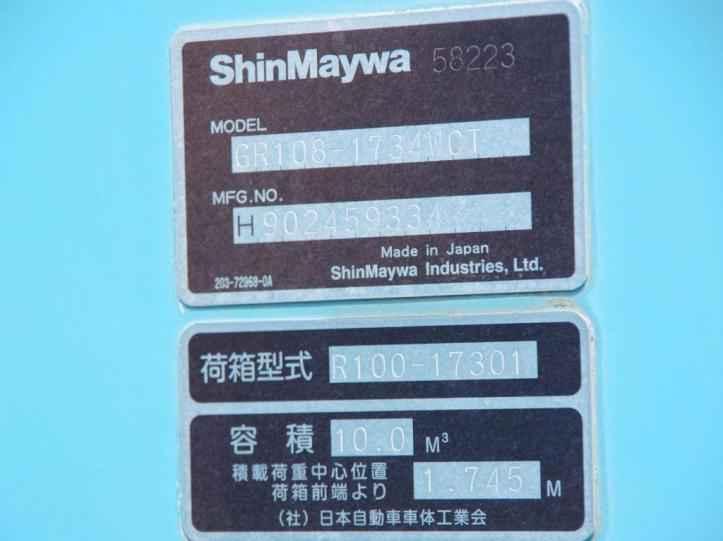 ShinMaywa 58223
MODEL
GR108-1734WCT
MFG.NO.
H 902459334
Made in Japan
ShinMaywa Industries, Ltd.
203-72968-0A
荷箱型式 R100-17301
容積 10.0 M³
積載荷重中心位置
荷箱前端より 1.745 M
(社)日本自動車車体工業会